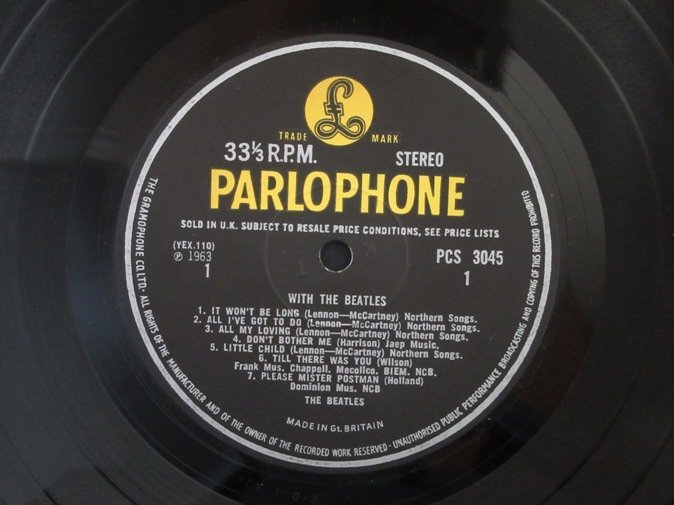 TRADE MARK
33⅓ R.P.M. STEREO
PARLOPHONE
SOLD IN U.K. SUBJECT TO RESALE PRICE CONDITIONS, SEE PRICE LISTS
(YEX.110) PCS 3045
℗ 1963
1 1
WITH THE BEATLES
1. IT WON'T BE LONG (Lennon—McCartney) Northern Songs.
2. ALL I'VE GOT TO DO (Lennon—McCartney) Northern Songs.
3. ALL MY LOVING (Lennon—McCartney) Northern Songs.
4. DON'T BOTHER ME (Harrison) Jaep Music.
5. LITTLE CHILD (Lennon—McCartney) Northern Songs.
6. TILL THERE WAS YOU (Wilson)
Frank Mus. Chappell. Mecolico. BIEM. NCB.
7. PLEASE MISTER POSTMAN (Holland)
Dominion Mus. NCB
THE BEATLES
MADE IN Gt. BRITAIN
THE GRAMOPHONE CO. LTD. · ALL RIGHTS OF THE MANUFACTURER AND OF THE OWNER OF THE RECORDED WORK RESERVED · UNAUTHORISED PUBLIC PERFORMANCE BROADCASTING AND COPYING OF THIS RECORD PROHIBITED